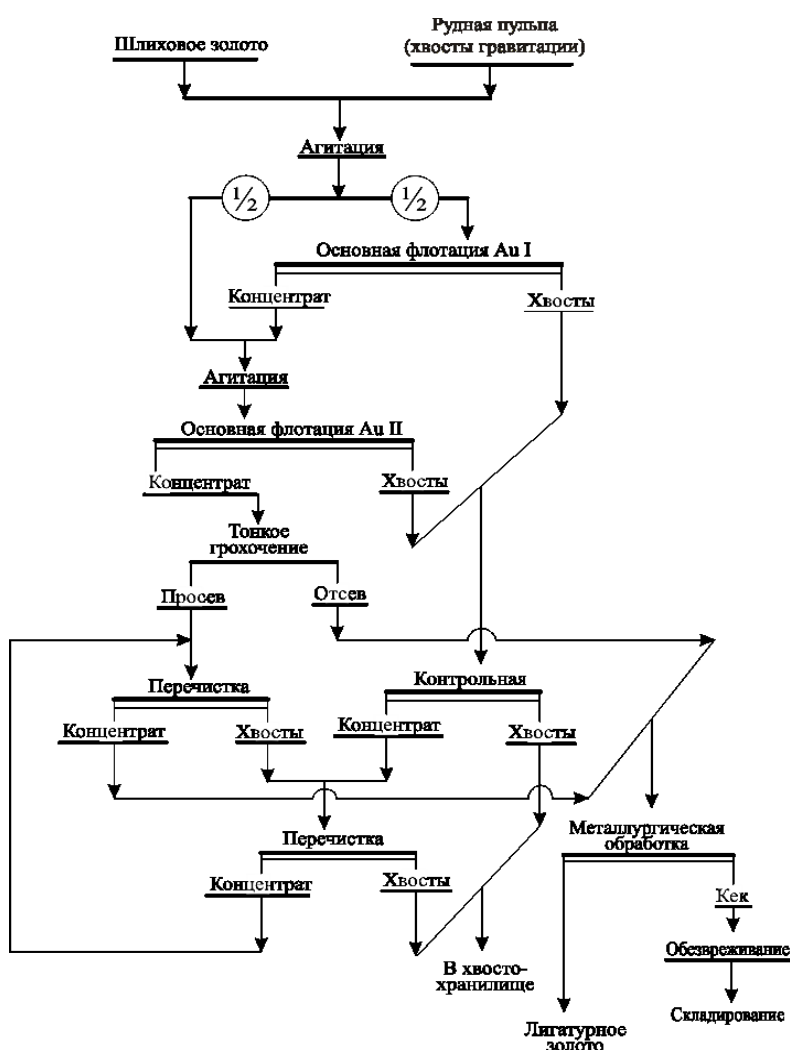 Шлиховое золото
Рудная пульпа
(хвосты гравитации)
Агитация
½
½
Основная флотация Au I
Концентрат
Хвосты
Агитация
Основная флотация Au II
Концентрат
Хвосты
Тонкое
грохочение
Просев
Отсев
Перечистка
Контрольная
Концентрат
Хвосты
Концентрат
Хвосты
Перечистка
Металлургическая
обработка
Концентрат
Хвосты
Кек
Обезвреживание
В хвосто-
хранилище
Складирование
Лигатурное
золото